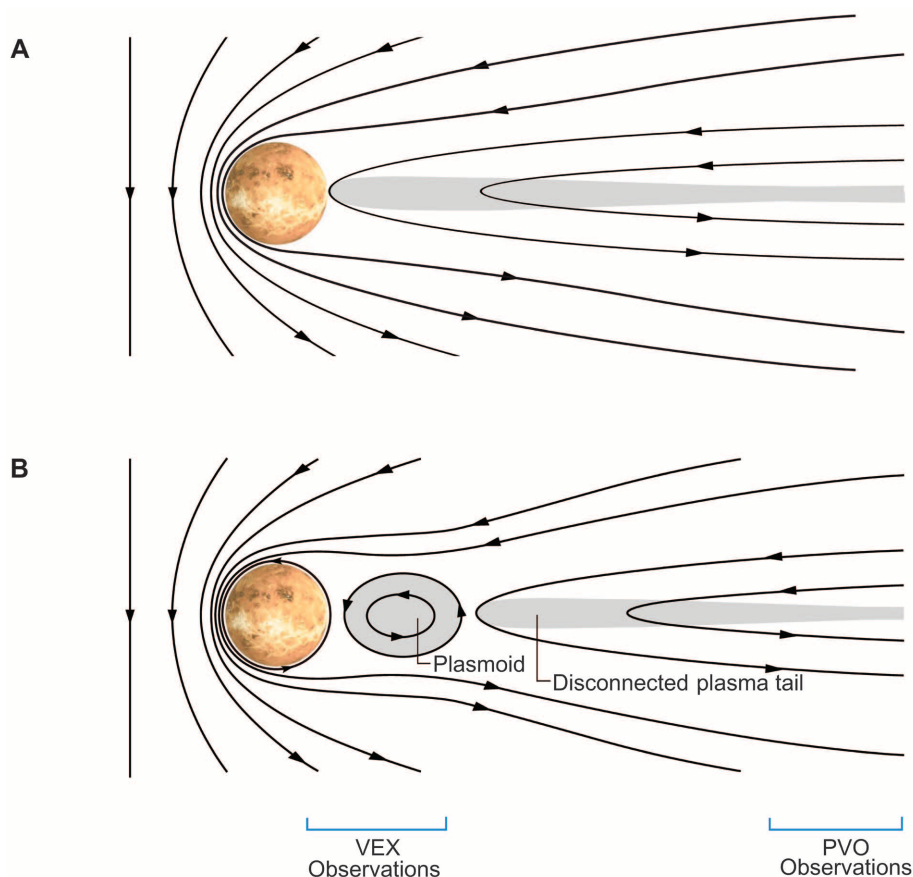 A
B
Plasmoid
Disconnected plasma tail
VEX
Observations
PVO
Observations